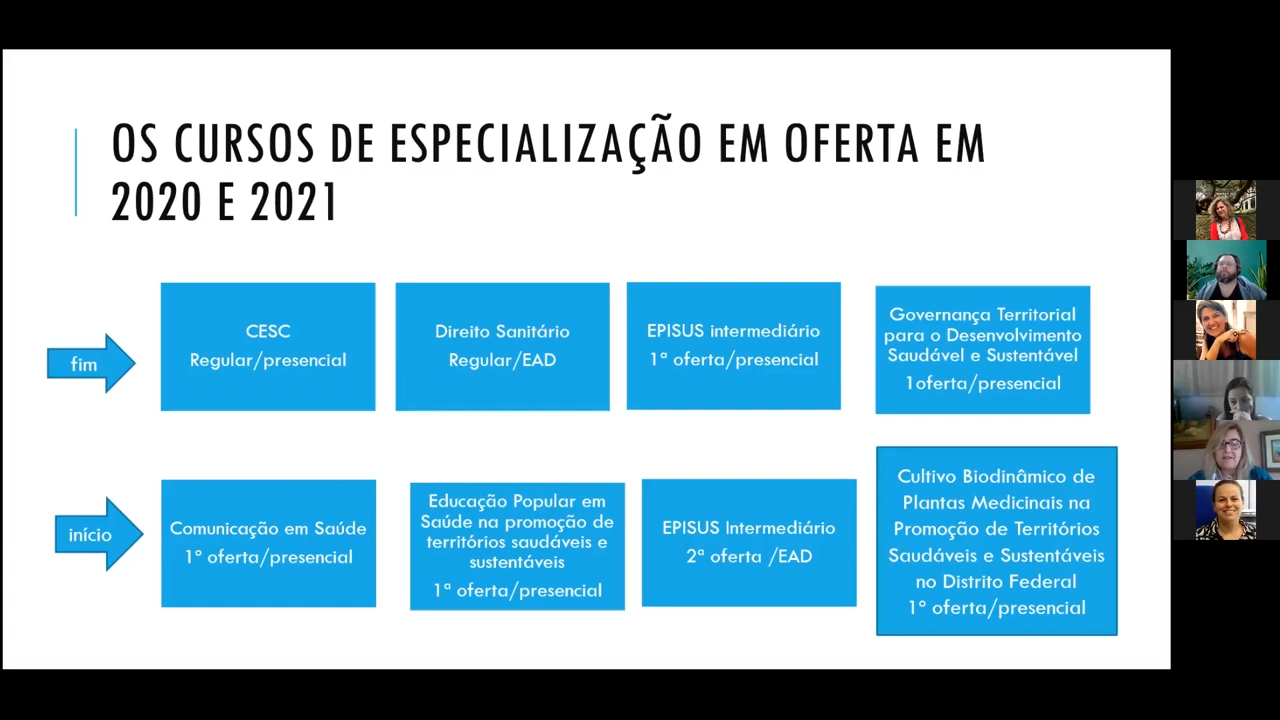 OS CURSOS DE ESPECIALIZAÇÃO EM OFERTA EM
2020 E 2021
fim
CESC
Regular/presencial
Direito Sanitário
Regular/EAD
EPISUS intermediário
1ª oferta/presencial
Governança Territorial
para o Desenvolvimento
Saudável e Sustentável
1oferta/presencial
início
Comunicação em Saúde
1º oferta/presencial
Educação Popular em
Saúde na promoção de
territórios saudáveis e
sustentáveis
1ª oferta/presencial
EPISUS Intermediário
2ª oferta /EAD
Cultivo Biodinâmico de
Plantas Medicinais na
Promoção de Territórios
Saudáveis e Sustentáveis
no Distrito Federal
1º oferta/presencial